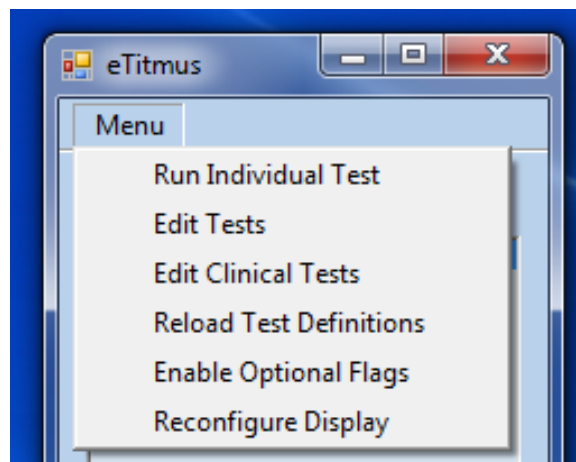 eTitmus
Menu
Run Individual Test
Edit Tests
Edit Clinical Tests
Reload Test Definitions
Enable Optional Flags
Reconfigure Display